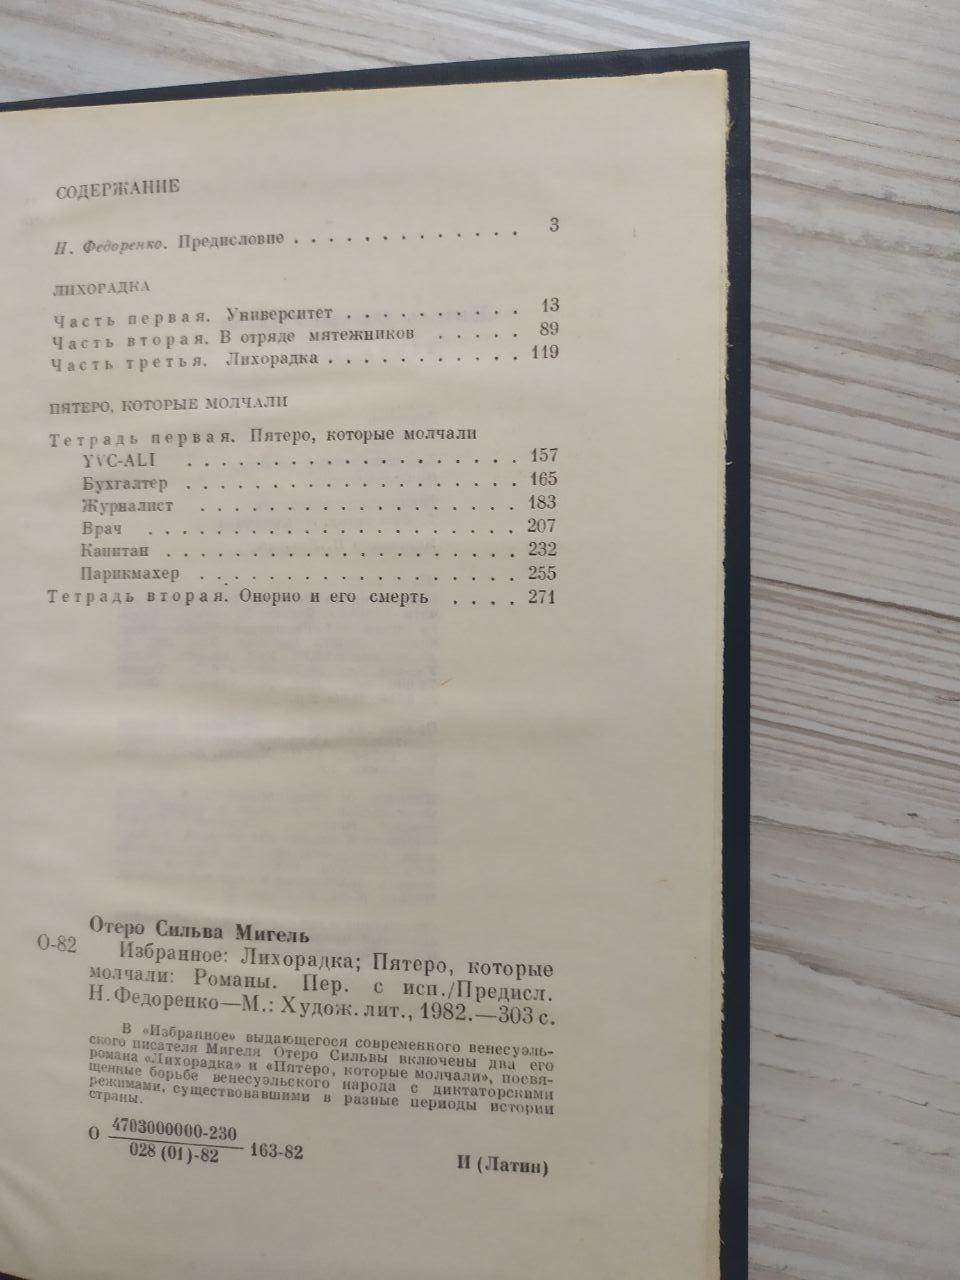 СОДЕРЖАНИЕ
Н. Федоренко. Предисловие . . . . . . . . . . . . . 3
ЛИХОРАДКА
Часть первая. Университет . . . . . . . . . . 13
Часть вторая. В отряде мятежников . . . . . 89
Часть третья. Лихорадка . . . . . . . . . . . 119
ПЯТЕРО, КОТОРЫЕ МОЛЧАЛИ
Тетрадь первая. Пятеро, которые молчали
YVC-ALI . . . . . . . . . . . . . . . . . . . 157
Бухгалтер . . . . . . . . . . . . . . . . . . . 165
Журналист . . . . . . . . . . . . . . . . . . 183
Врач . . . . . . . . . . . . . . . . . . . . . 207
Капитан . . . . . . . . . . . . . . . . . . . . 232
Парикмахер . . . . . . . . . . . . . . . . . . 255
Тетрадь вторая. Онорио и его смерть . . . . 271
Отеро Сильва Мигель
О-82 Избранное: Лихорадка; Пятеро, которые
молчали: Романы. Пер. с исп./Предисл.
Н. Федоренко—М.: Худож. лит., 1982.—303 с.
В «Избранное» выдающегося современного венесуэль-
ского писателя Мигеля Отеро Сильвы включены два его
романа «Лихорадка» и «Пятеро, которые молчали», посвя-
щенные борьбе венесуэльского народа с диктаторскими
режимами, существовавшими в разные периоды истории
страны.
О 4703000000-230
028 (01)-82 163-82
И (Латин)